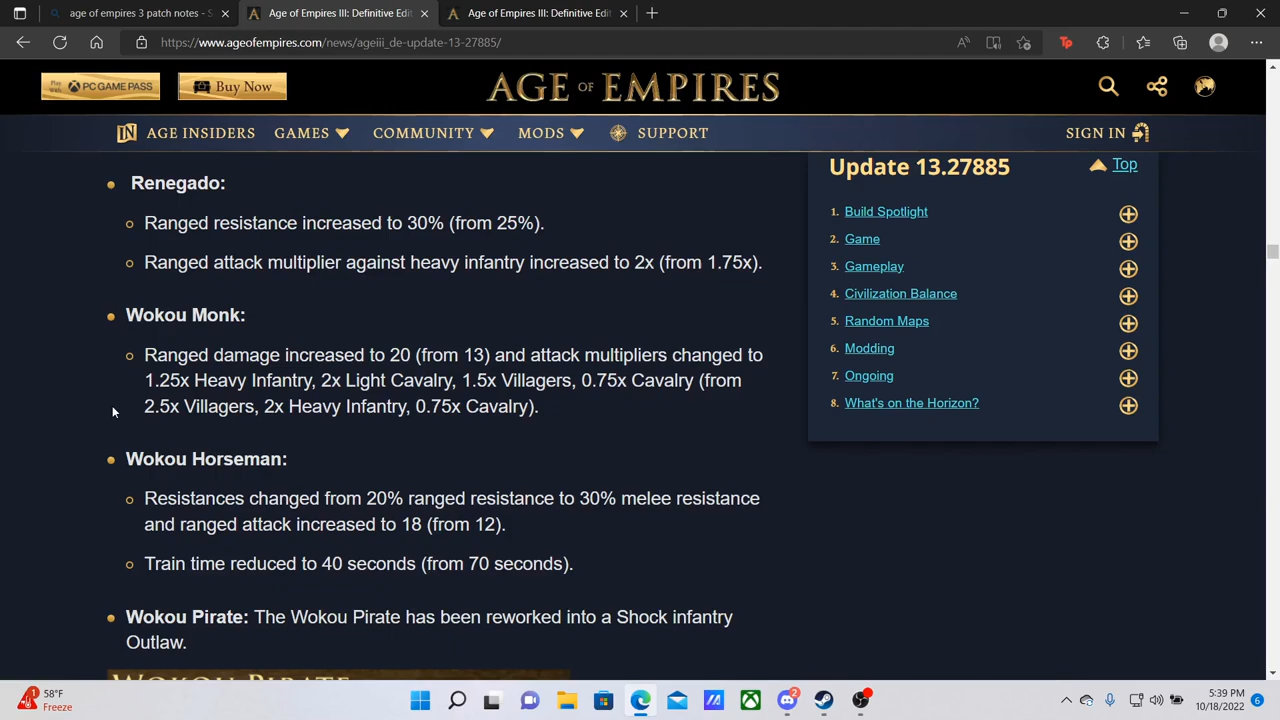 age of empires 3 patch notes - S
Age of Empires III: Definitive Edit
Age of Empires III: Definitive Edit
https://www.ageofempires.com/news/ageiii_de-update-13-27885/
PC GAME PASS
Buy Now
AGE OF EMPIRES
IN AGE INSIDERS GAMES COMMUNITY MODS SUPPORT SIGN IN
Renegado:
Ranged resistance increased to 30% (from 25%).
Ranged attack multiplier against heavy infantry increased to 2x (from 1.75x).
Wokou Monk:
Ranged damage increased to 20 (from 13) and attack multipliers changed to
1.25x Heavy Infantry, 2x Light Cavalry, 1.5x Villagers, 0.75x Cavalry (from
2.5x Villagers, 2x Heavy Infantry, 0.75x Cavalry).
Wokou Horseman:
Resistances changed from 20% ranged resistance to 30% melee resistance
and ranged attack increased to 18 (from 12).
Train time reduced to 40 seconds (from 70 seconds).
Wokou Pirate: The Wokou Pirate has been reworked into a Shock infantry
Outlaw.
WOKOU PIRATE
Update 13.27885
Top
1. Build Spotlight
2. Game
3. Gameplay
4. Civilization Balance
5. Random Maps
6. Modding
7. Ongoing
8. What's on the Horizon?
1
58°F
Freeze
2
5:39 PM
10/18/2022
6